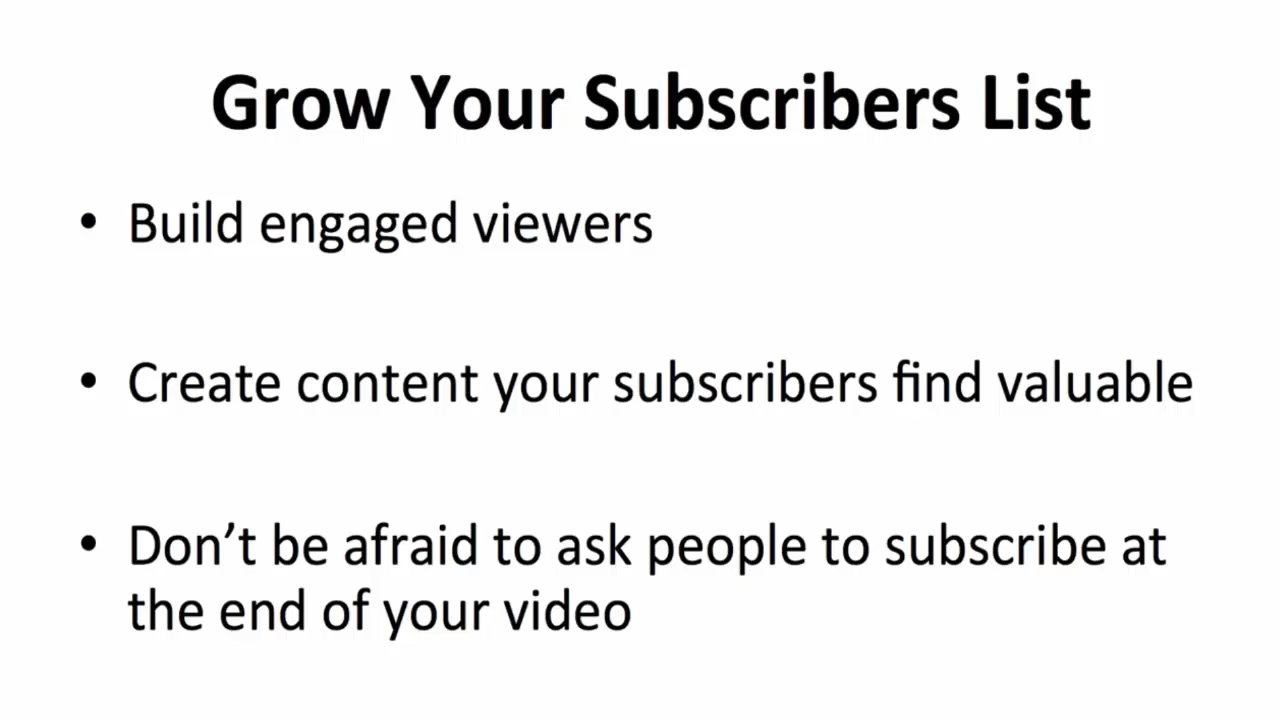 Grow Your Subscribers List
• Build engaged viewers
• Create content your subscribers find valuable
• Don’t be afraid to ask people to subscribe at
the end of your video